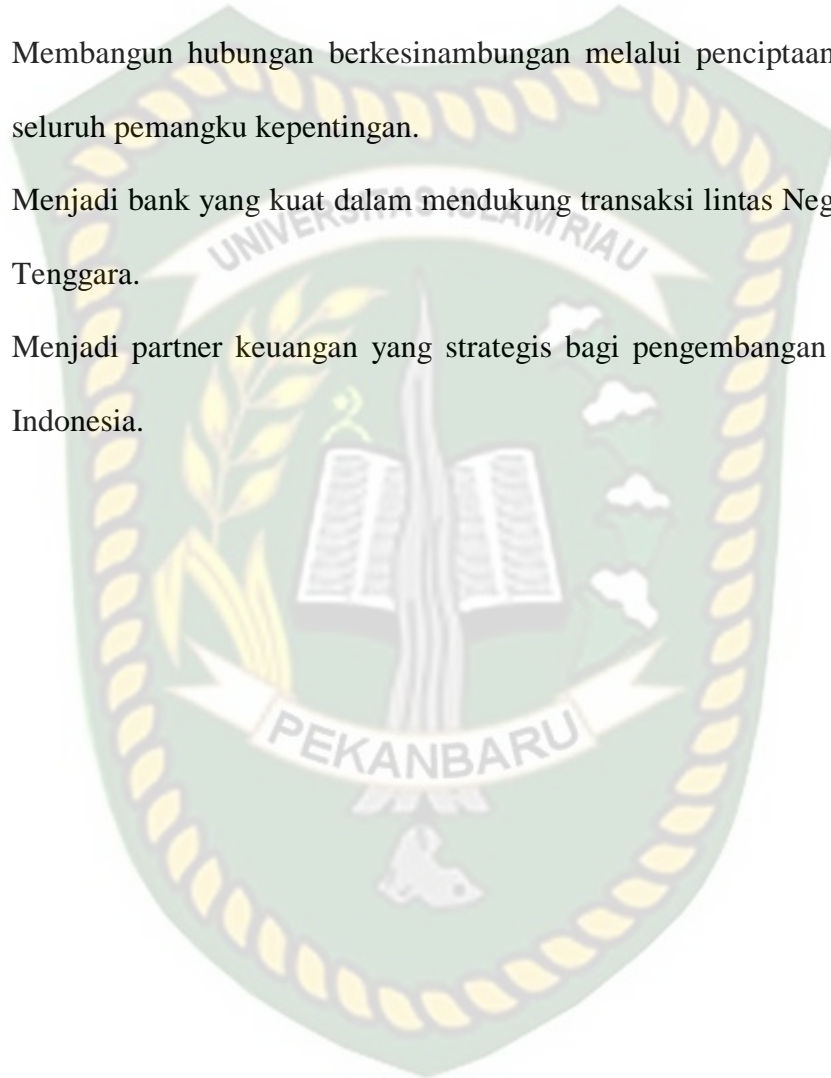 Membangun hubungan berkesinambungan melalui penciptaan
seluruh pemangku kepentingan.
Menjadi bank yang kuat dalam mendukung transaksi lintas Neg
Tenggara.
Menjadi partner keuangan yang strategis bagi pengembangan
Indonesia.
UNIVERSITAS ISLAM RIAU
PEKANBARU